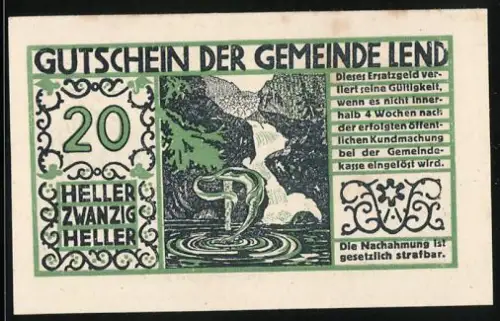 GUTSCHEIN DER GEMEINDE LEND
20
HELLER
ZWANZIG
HELLER
Dieses Ersatzgeld ver-
liert seine Gültigkeit,
wenn es nicht inner-
halb 4 Wochen nach
der erfolgten öffent-
lichen Kundmachung
bei der Gemeinde-
kasse eingelöst wird.
Die Nachahmung ist
gesetzlich strafbar.